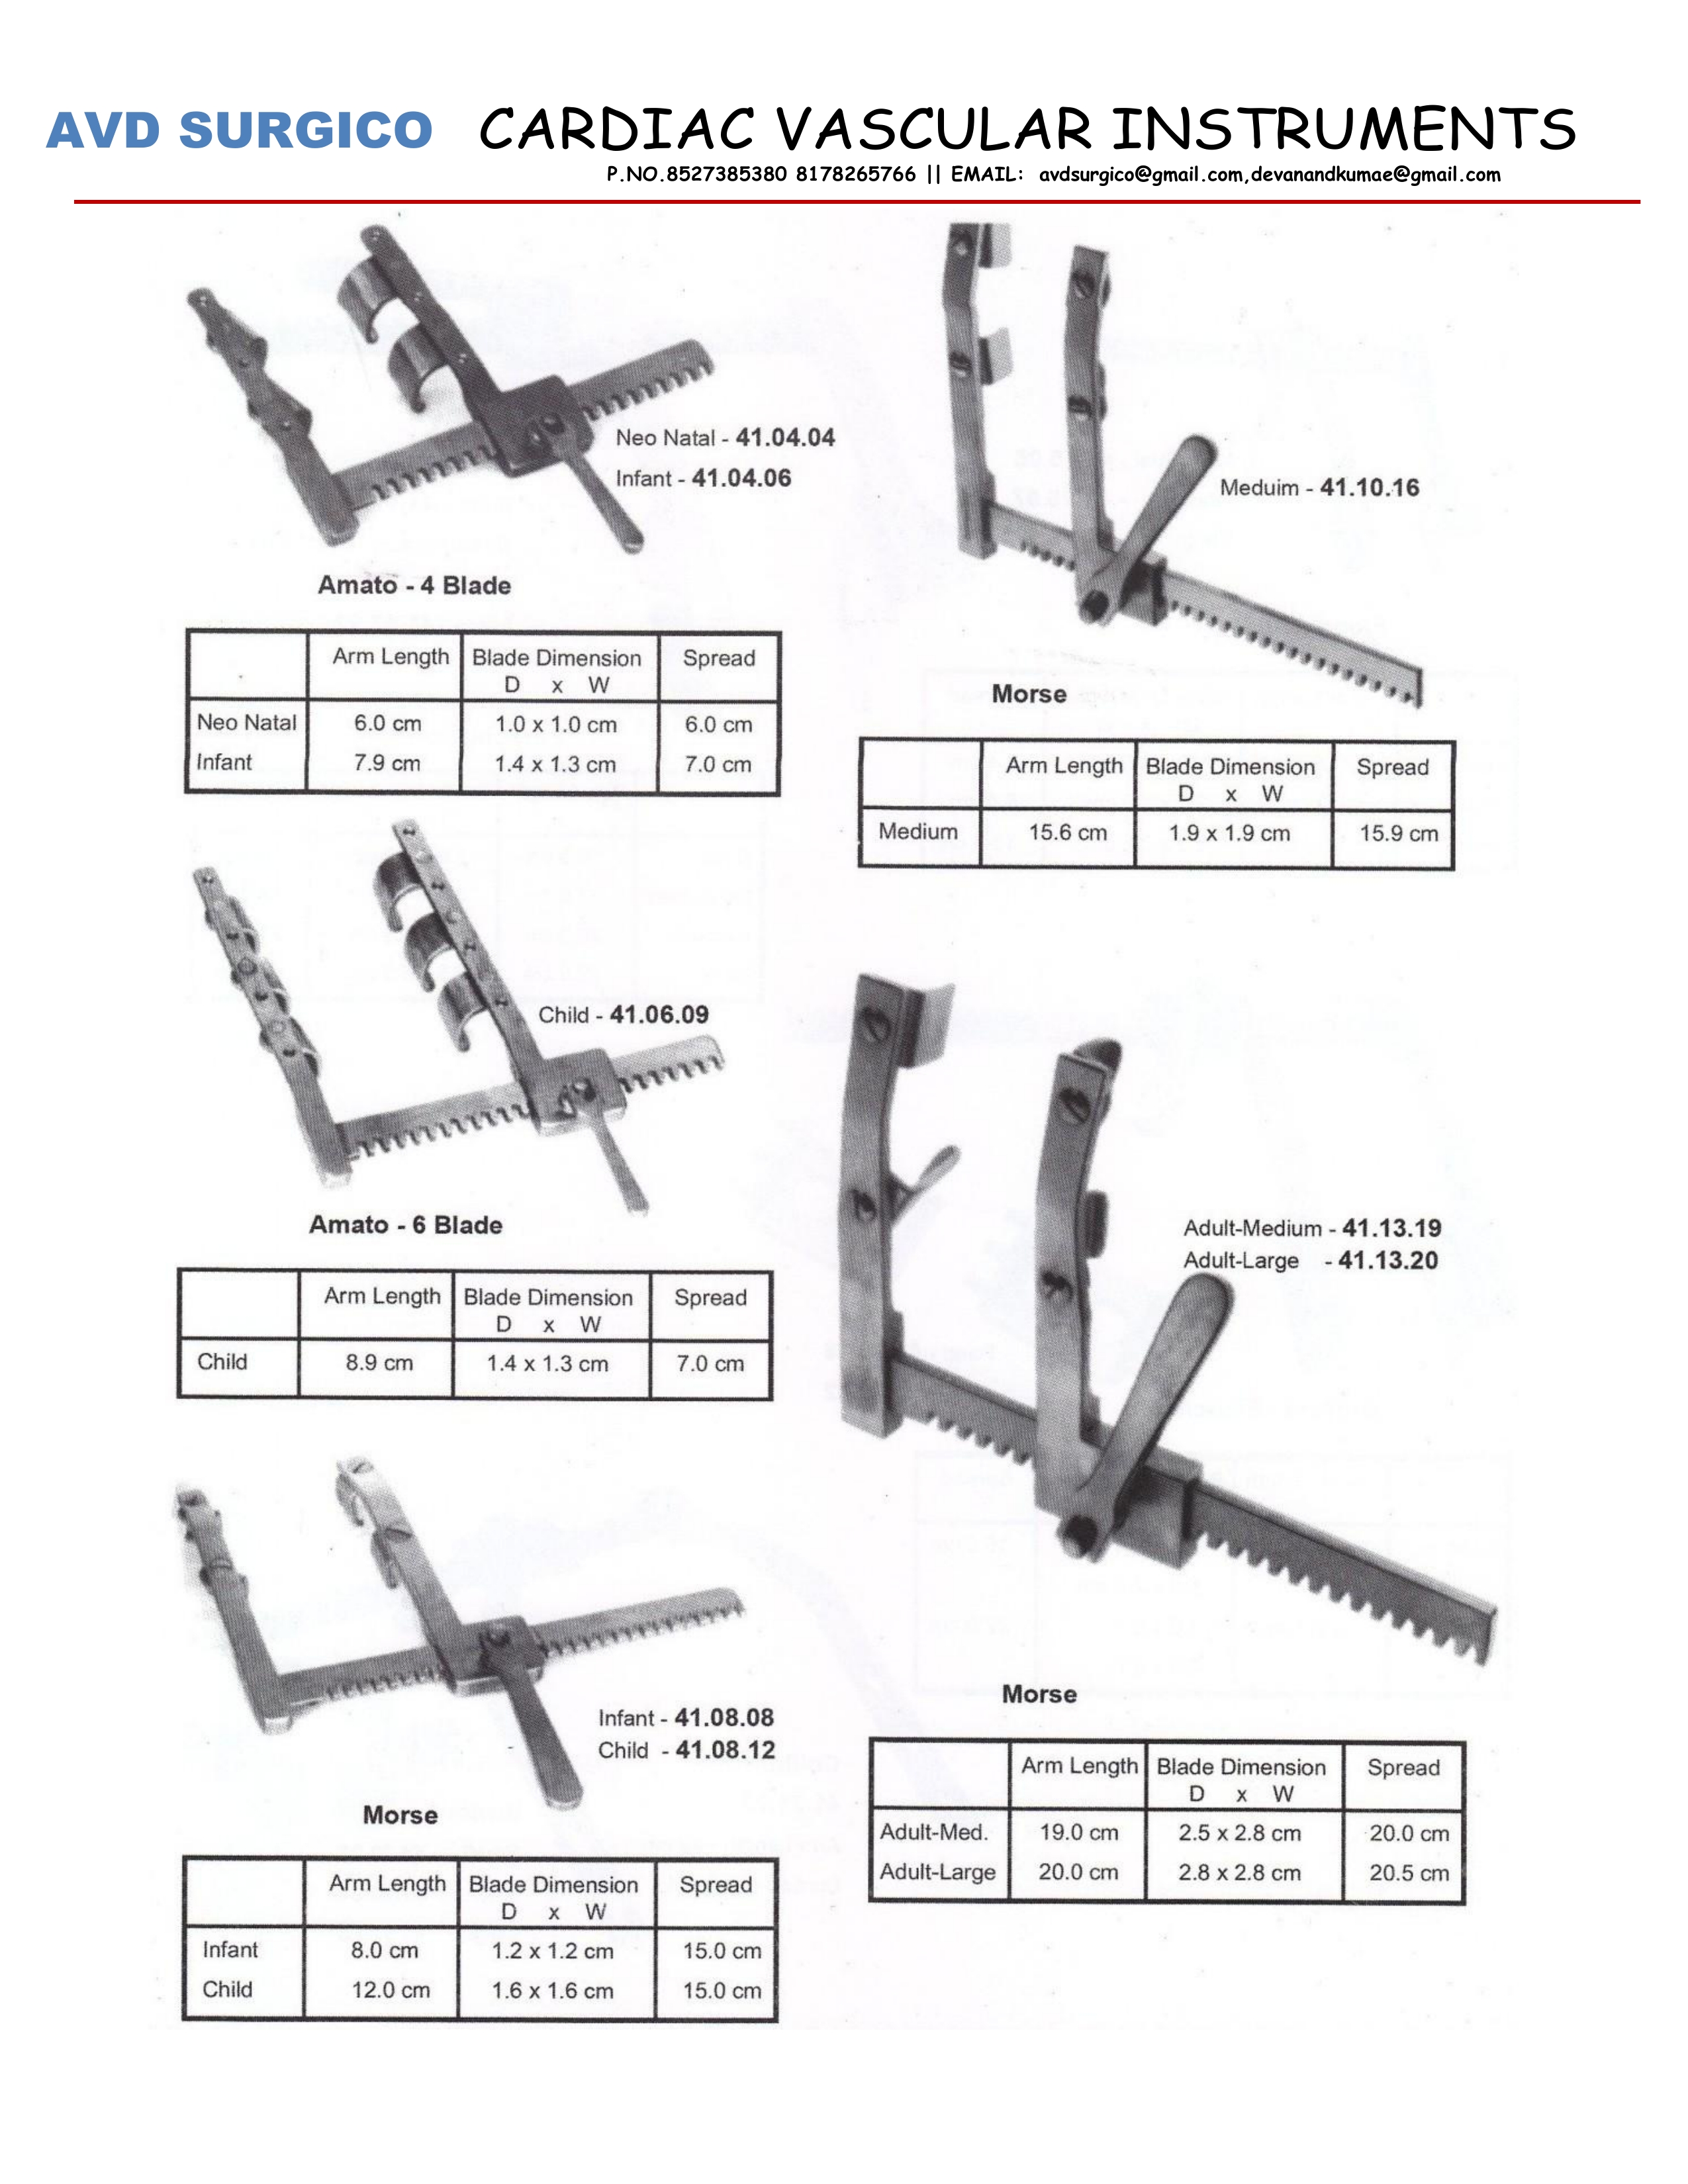 AVD SURGICO CARDIAC VASCULAR INSTRUMENTS
P.NO.8527385380 8178265766 || EMAIL: avdsurgico@gmail.com,devanandkumae@gmail.com
Neo Natal - 41.04.04
Infant - 41.04.06
Amato - 4 Blade
Arm Length Blade Dimension Spread
D x W
Neo Natal 6.0 cm 1.0 x 1.0 cm 6.0 cm
Infant 7.9 cm 1.4 x 1.3 cm 7.0 cm
Child - 41.06.09
Amato - 6 Blade
Arm Length Blade Dimension Spread
D x W
Child 8.9 cm 1.4 x 1.3 cm 7.0 cm
Infant - 41.08.08
Child - 41.08.12
Morse
Arm Length Blade Dimension Spread
D x W
Infant 8.0 cm 1.2 x 1.2 cm 15.0 cm
Child 12.0 cm 1.6 x 1.6 cm 15.0 cm
Meduim - 41.10.16
Morse
Arm Length Blade Dimension Spread
D x W
Medium 15.6 cm 1.9 x 1.9 cm 15.9 cm
Adult-Medium - 41.13.19
Adult-Large - 41.13.20
Morse
Arm Length Blade Dimension Spread
D x W
Adult-Med. 19.0 cm 2.5 x 2.8 cm 20.0 cm
Adult-Large 20.0 cm 2.8 x 2.8 cm 20.5 cm